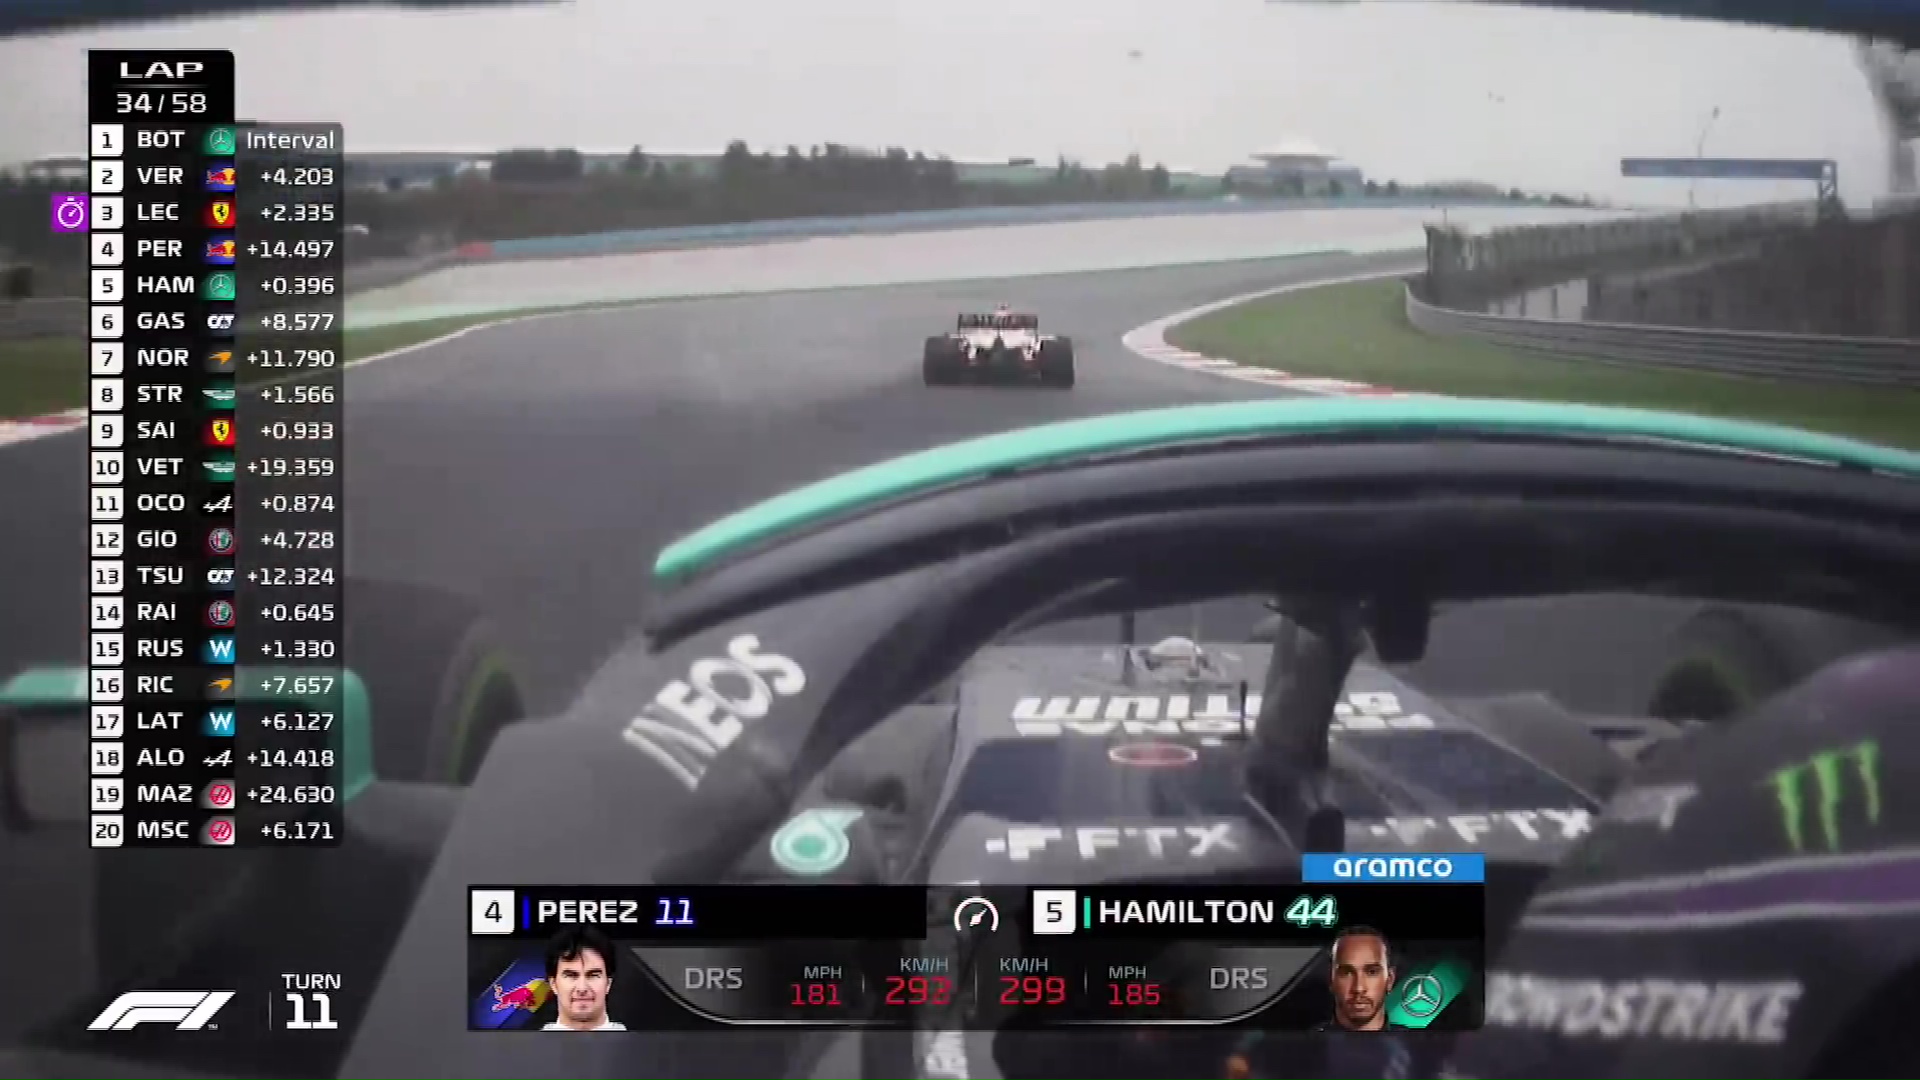 LAP
34/58
1 BOT Interval
2 VER +4.203
3 LEC +2.335
4 PER +14.497
5 HAM +0.396
6 GAS +8.577
7 NOR +11.790
8 STR +1.566
9 SAI +0.933
10 VET +19.359
11 OCO +0.874
12 GIO +4.728
13 TSU +12.324
14 RAI +0.645
15 RUS W +1.330
16 RIC +7.657
17 LAT W +6.127
18 ALO +14.418
19 MAZ +24.630
20 MSC +6.171
INEOS
FTX
FTX
aramco
4 PEREZ 11
5 HAMILTON 44
DRS MPH KM/H KM/H MPH DRS
181 299 185
F1 TURN
11